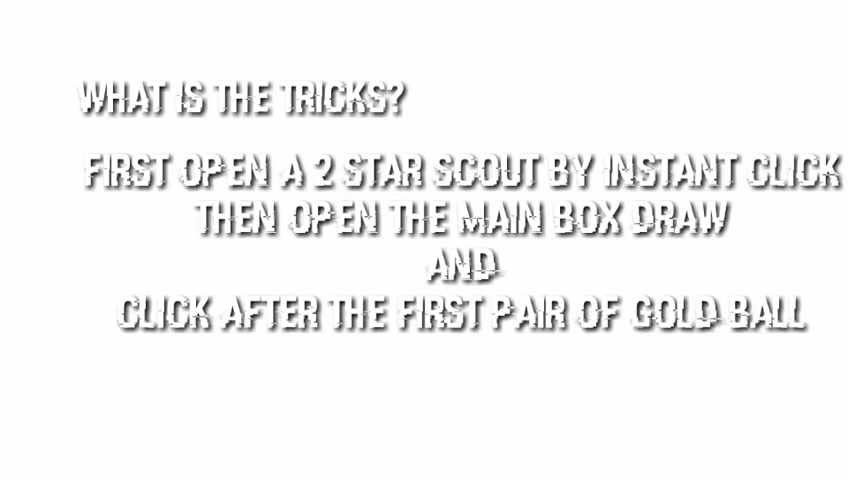 WHAT IS THE TRICKS?
FIRST OPEN A 2 STAR SCOUT BY INSTANT CLICK
THEN OPEN THE MAIN BOX DRAW
AND
CLICK AFTER THE FIRST PAIR OF GOLD BALL